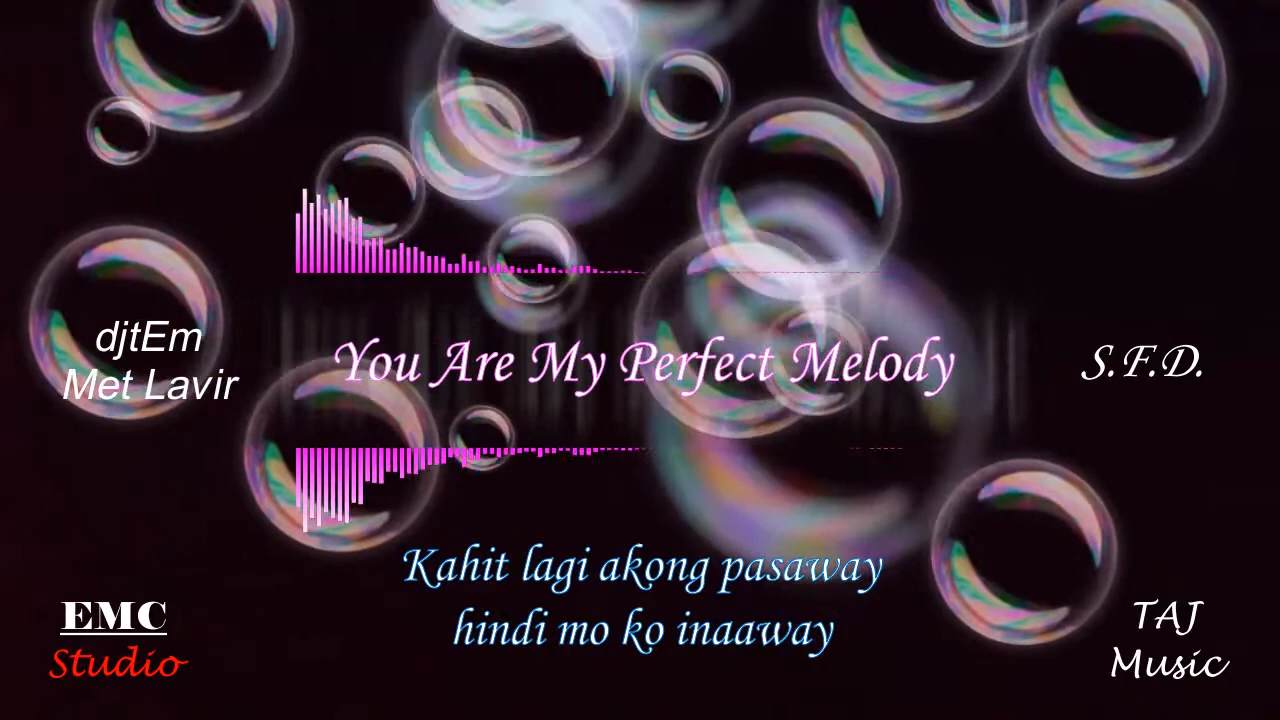 djtEm
Met Lavir
You Are My Perfect Melody
S.F.D.
Kahit lagi akong pasaway
hindi mo ko inaaway
EMC
Studio
TAJ
Music